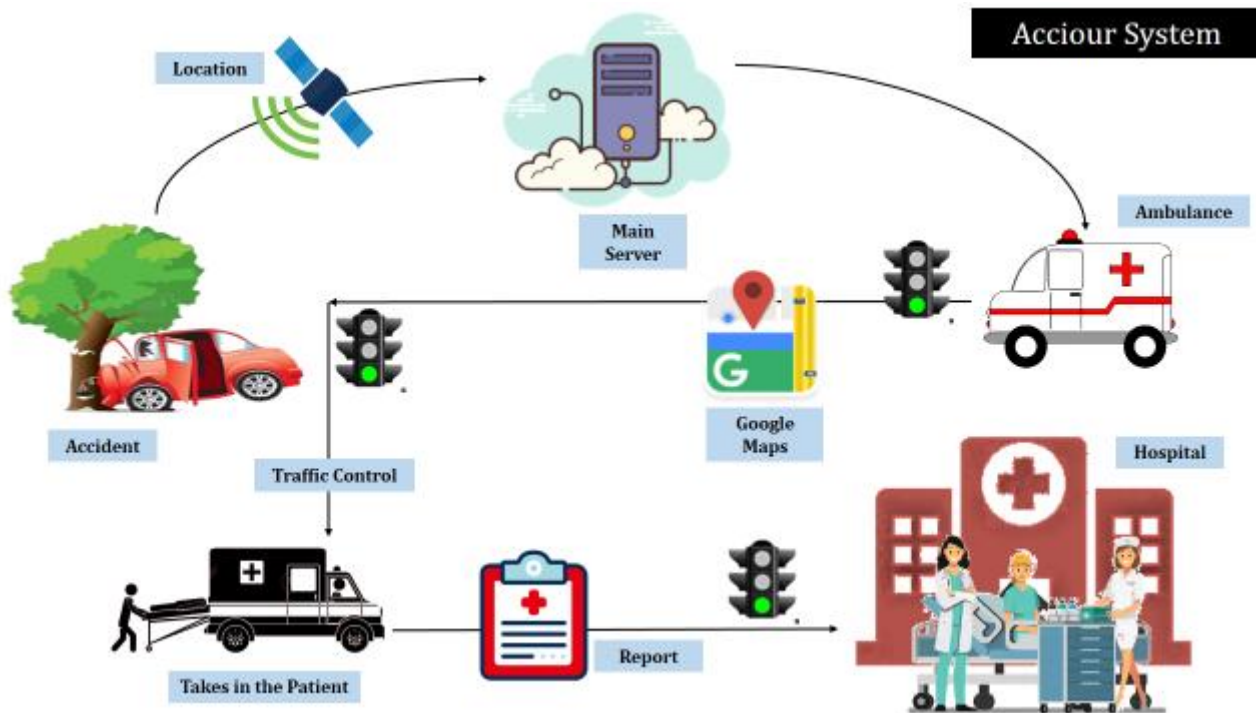 Acciour System
Location
Main
Server
Ambulance
Accident
Google
Maps
G
Traffic Control
Hospital
Takes in the Patient
Report